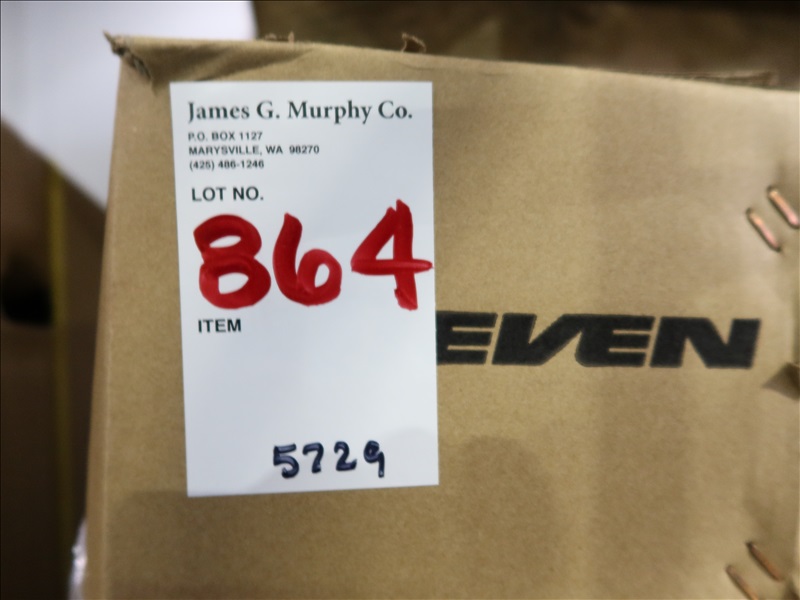 James G. Murphy Co.
P.O. BOX 1127
MARYSVILLE, WA 98270
(425) 486-1246
LOT NO.
864
ITEM
EVEN
5729